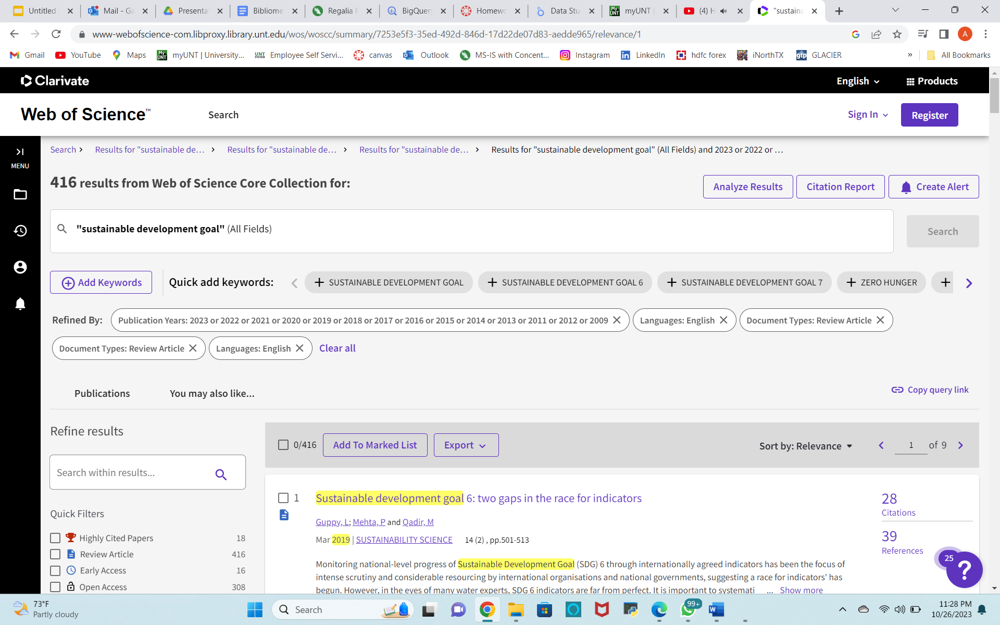 Untitled
Mail - Ga
Presenta
Bibliome
Regalia F
BigQuery
Homewo
Data Stu
myUNT |
(4) H
"sustaina
www-webofscience-com.libproxy.library.unt.edu/wos/woscc/summary/7253e5f3-35ed-492d-846d-17d22de07d83-aedde965/relevance/1
A
Gmail YouTube Maps myUNT | University... Employee Self Servi... canvas Outlook MS-IS with Concent... Instagram LinkedIn hdfc forex iNorthTX GLACIER » All Bookmarks
Clarivate
English
Products
Web of Science™
Search
Sign In
Register
MENU
Search > Results for "sustainable de... > Results for "sustainable de... > Results for "sustainable de... > Results for "sustainable development goal" (All Fields) and 2023 or 2022 or ...
416 results from Web of Science Core Collection for:
Analyze Results
Citation Report
Create Alert
"sustainable development goal" (All Fields)
Search
Add Keywords
Quick add keywords:
+ SUSTAINABLE DEVELOPMENT GOAL
+ SUSTAINABLE DEVELOPMENT GOAL 6
+ SUSTAINABLE DEVELOPMENT GOAL 7
+ ZERO HUNGER
+
Refined By:
Publication Years: 2023 or 2022 or 2021 or 2020 or 2019 or 2018 or 2017 or 2016 or 2015 or 2014 or 2013 or 2011 or 2012 or 2009
Languages: English
Document Types: Review Article
Document Types: Review Article
Languages: English
Clear all
Publications
You may also like...
Copy query link
Refine results
Search within results...
Quick Filters
Highly Cited Papers 18
Review Article 416
Early Access 16
Open Access 308
0/416
Add To Marked List
Export
Sort by: Relevance
1 of 9
1
Sustainable development goal 6: two gaps in the race for indicators
Guppy, L; Mehta, P and Qadir, M
Mar 2019 | SUSTAINABILITY SCIENCE 14 (2) , pp.501-513
Monitoring national-level progress of Sustainable Development Goal (SDG) 6 through internationally agreed indicators has been the focus of
intense scrutiny and considerable resourcing by international organisations and national governments, suggesting a race for indicators' has
begun. However, in the eyes of many water experts, SDG 6 indicators are far from perfect. It is important to systemati ... Show more
28
Citations
39
References
25
?
73°F
Partly cloudy
Search
99+
11:28 PM
10/26/2023